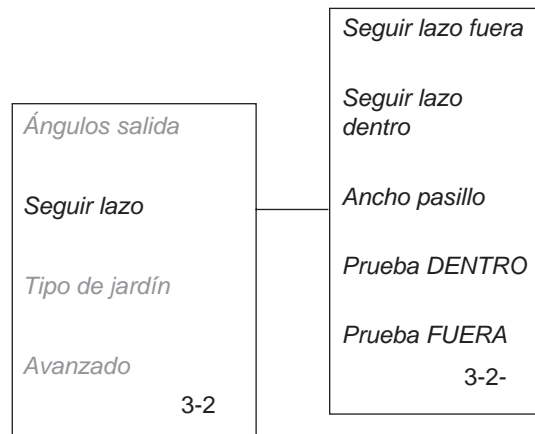 Ángulos salida
Seguir lazo
Tipo de jardín
Avanzado
3-2
Seguir lazo fuera
Seguir lazo
dentro
Ancho pasillo
Prueba DENTRO
Prueba FUERA
3-2-